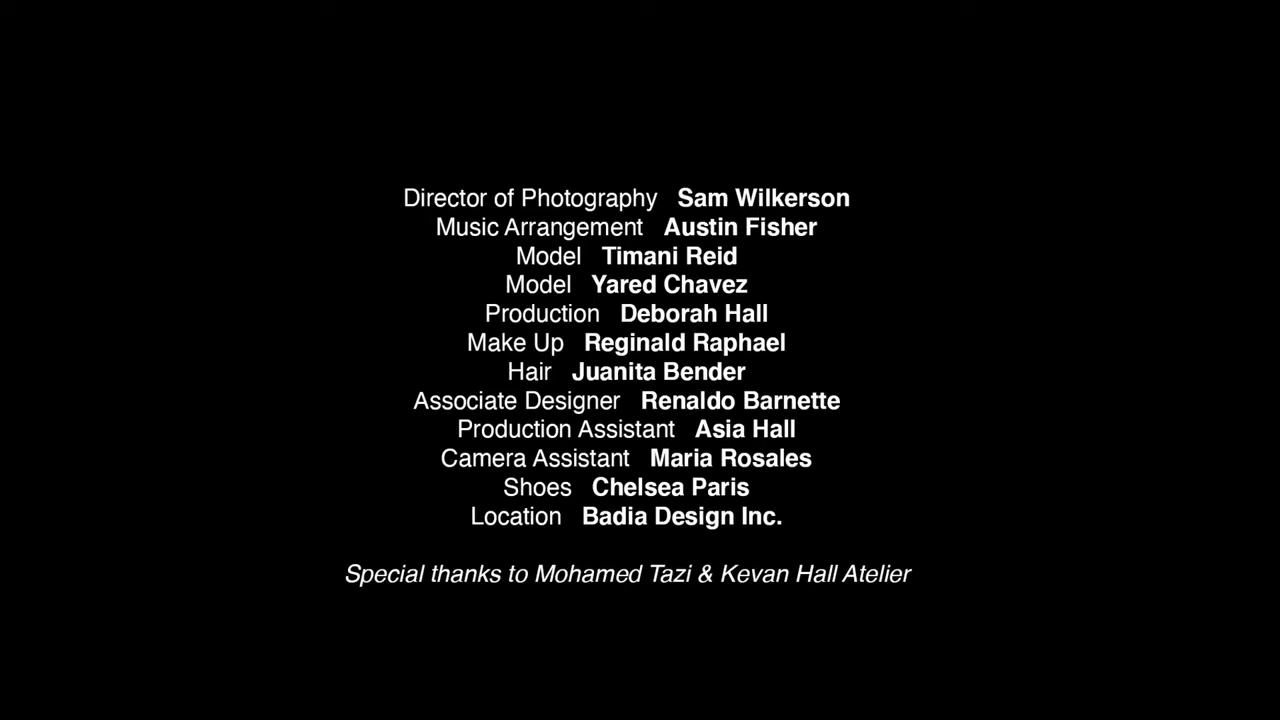 Director of Photography Sam Wilkerson
Music Arrangement Austin Fisher
Model Timani Reid
Model Yared Chavez
Production Deborah Hall
Make Up Reginald Raphael
Hair Juanita Bender
Associate Designer Renaldo Barnette
Production Assistant Asia Hall
Camera Assistant Maria Rosales
Shoes Chelsea Paris
Location Badia Design Inc.
Special thanks to Mohamed Tazi & Kevan Hall Atelier